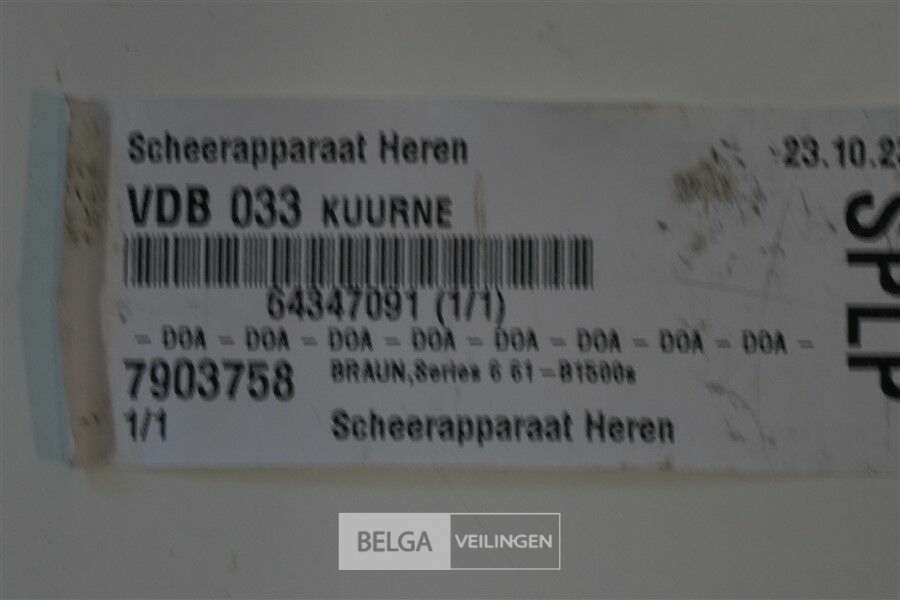 Scheerapparaat Heren
23.10.23
VDB 033 KUURNE
SPLP
64347091 (1/1)
- DOA - DOA - DOA - DOA - DOA - DOA - DOA - DOA -
7903758 BRAUN,Series 6 61-B1500s
1/1 Scheerapparaat Heren
BELGA VEILINGEN